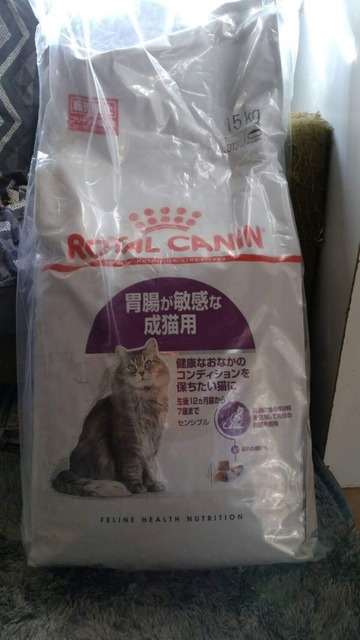 15kg
ROYAL CANIN
胃腸が敏感な
成猫用
健康なおなかの
コンディションを
保ちたい猫に
生後12ヵ月齢から
7歳まで
センシブル
FELINE HEALTH NUTRITION